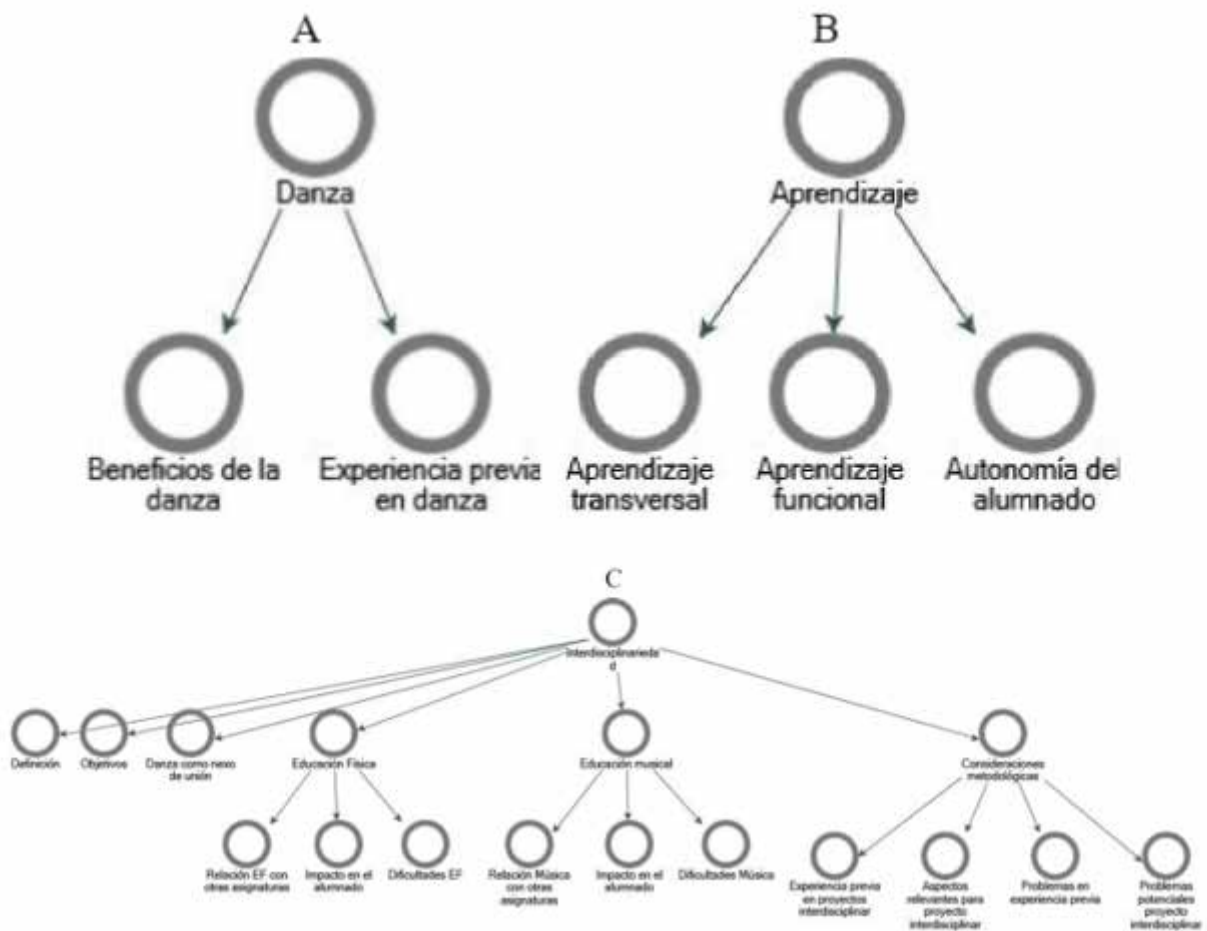 A
B
Danza
Aprendizaje
Beneficios de la
danza
Experiencia previa
en danza
Aprendizaje
transversal
Aprendizaje
funcional
Autonomía del
alumnado
C
Interdisciplinarieda
d
Definición
Objetivos
Danza como nexo
de unión
Educación Física
Educación musical
Consideraciones
metodológicas
Relación EF con
otras asignaturas
Impacto en el
alumnado
Dificultades EF
Relación Música
con otras
asignaturas
Impacto en el
alumnado
Dificultades Música
Experiencia previa
en proyectos
interdisciplinar
Aspectos
relevantes para
proyecto
interdisciplinar
Problemas en
experiencia previa
Problemas
potenciales
proyecto
interdisciplinar